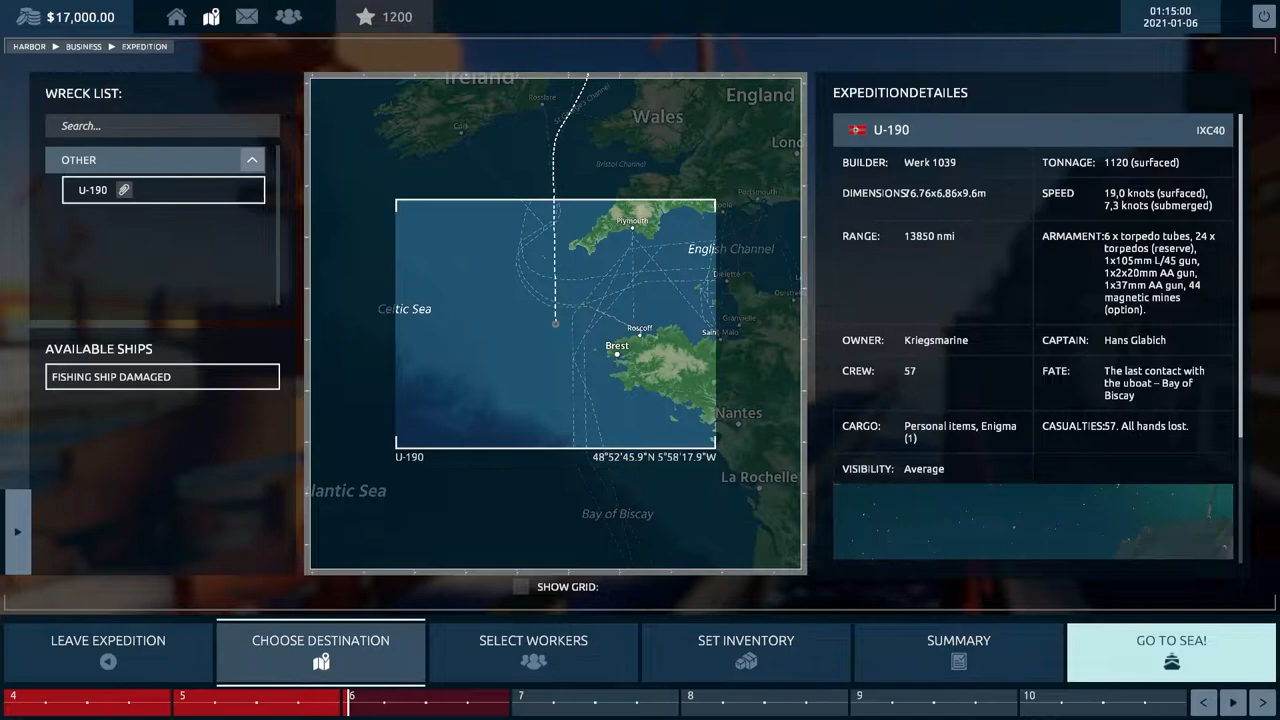 $17,000.00
1200
01:15:00
2021-01-06
HARBOR ▶ BUSINESS ▶ EXPEDITION
WRECK LIST:
Search...
OTHER
U-190
AVAILABLE SHIPS
FISHING SHIP DAMAGED
Ireland
England
Rosslare
Wales
Cork
Lond
Bristol Channel
Portsmouth
Plymouth
English Channel
Celtic Sea
Granville
Roscoff
Saint Malo
Brest
Nantes
U-190
48°52'45.9"N 5°58'17.9"W
La Rochelle
lantic Sea
Bay of Biscay
SHOW GRID:
EXPEDITIONDETAILES
U-190
IXC40
BUILDER: Werk 1039
TONNAGE: 1120 (surfaced)
DIMENSIONS76.76x6.86x9.6m
SPEED 19,0 knots (surfaced),
7,3 knots (submerged)
RANGE: 13850 nmi
ARMAMENT:6 x torpedo tubes, 24 x
torpedos (reserve),
1x105mm L/45 gun,
1x2x20mm AA gun,
1x37mm AA gun, 44
magnetic mines
(option).
OWNER: Kriegsmarine
CAPTAIN: Hans Glabich
CREW: 57
FATE: The last contact with
the uboat – Bay of
Biscay
CARGO: Personal items, Enigma
(1)
CASUALTIES:57. All hands lost.
VISIBILITY: Average
LEAVE EXPEDITION
CHOOSE DESTINATION
SELECT WORKERS
SET INVENTORY
SUMMARY
GO TO SEA!
4
5
6
7
8
9
10